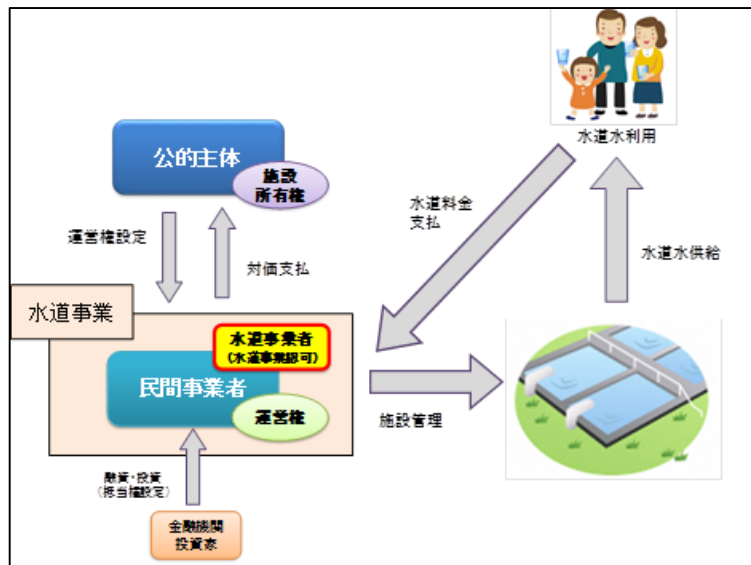 水道水利用
公的主体
施設
所有権
水道料金
支払
運営権設定
対価支払
水道水供給
水道事業
水道事業者
(水道事業認可)
民間事業者
運営権
施設管理
融資・投資
(抵当権設定)
金融機関
投資家